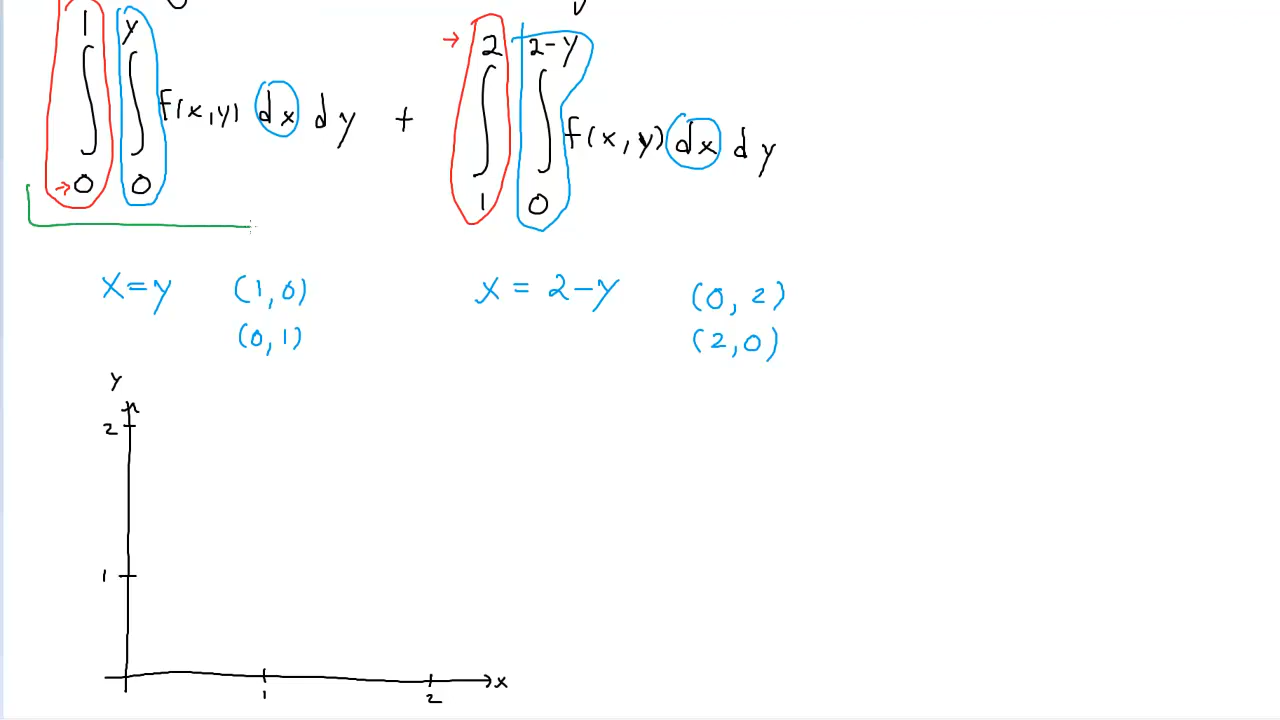 1 y
∫ ∫ f(x,y) dx dy +
→ 0 0
→ 2 2-y
∫ ∫ f(x,y) dx dy
1 0
x=y (1,0)
(0,1)
x = 2-y (0,2)
(2,0)
y
2
1
1 2 x